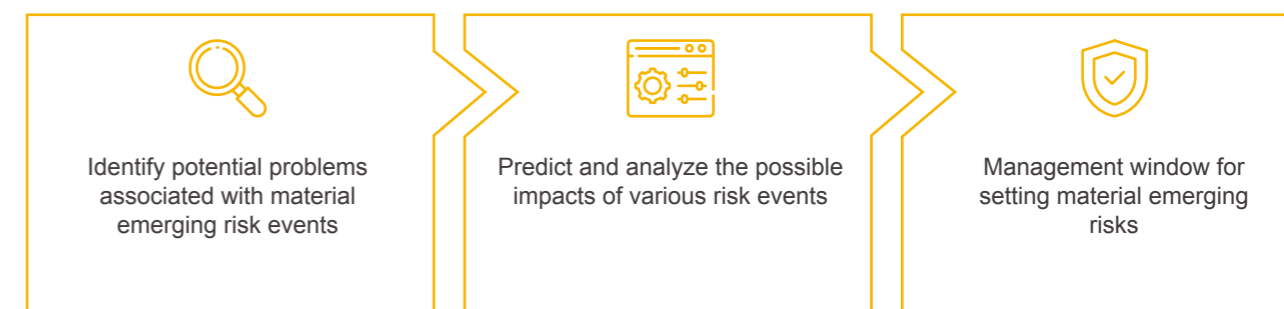 Identify potential problems
associated with material
emerging risk events
Predict and analyze the possible
impacts of various risk events
Management window for
setting material emerging
risks